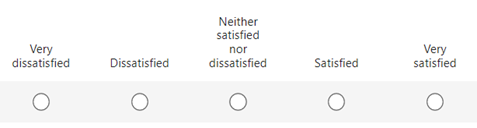 Very dissatisfied
Dissatisfied
Neither satisfied nor dissatisfied
Satisfied
Very satisfied